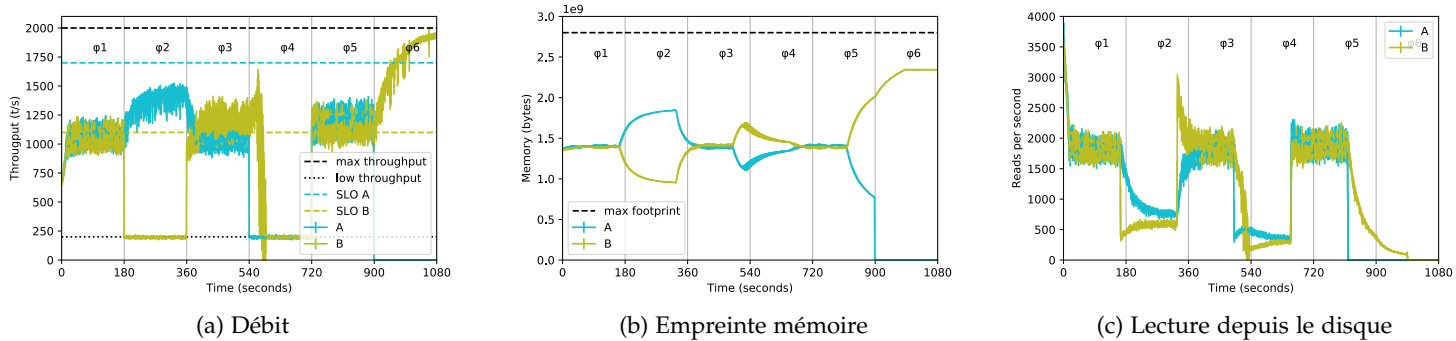 2000
1750
1500
1250
1000
750
500
250
0
Througput (t/s)
φ1 φ2 φ3 φ4 φ5 φ6
max throughput
low throughput
SLO A
SLO B
A
B
0 180 360 540 720 900 1080
Time (seconds)
(a) Débit
1e9
3.0
2.5
2.0
1.5
1.0
0.5
0.0
Memory (bytes)
φ1 φ2 φ3 φ4 φ5 φ6
max footprint
A
B
0 180 360 540 720 900 1080
Time (seconds)
(b) Empreinte mémoire
4000
3500
3000
2500
2000
1500
1000
500
0
Reads per second
φ1 φ2 φ3 φ4 φ5 φ6
A
B
0 180 360 540 720 900 1080
Time (seconds)
(c) Lecture depuis le disque